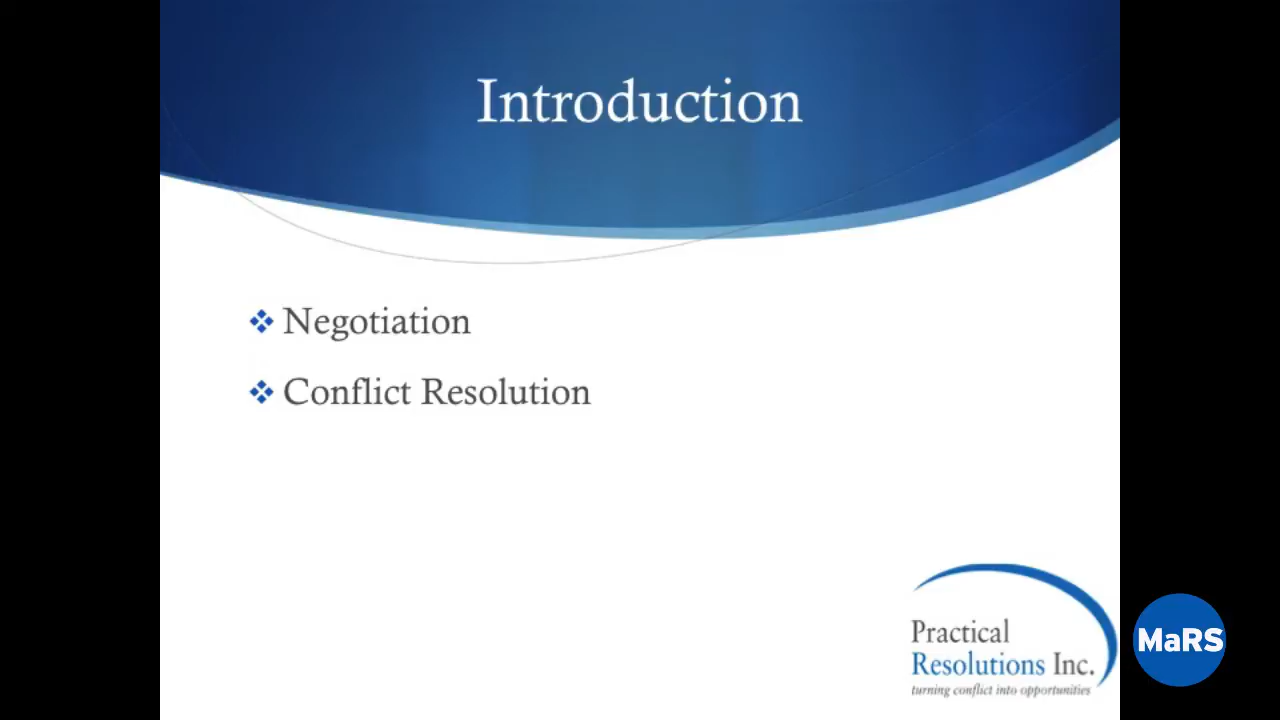 Introduction
Negotiation
Conflict Resolution
Practical
Resolutions Inc.
turning conflict into opportunities
MaRS